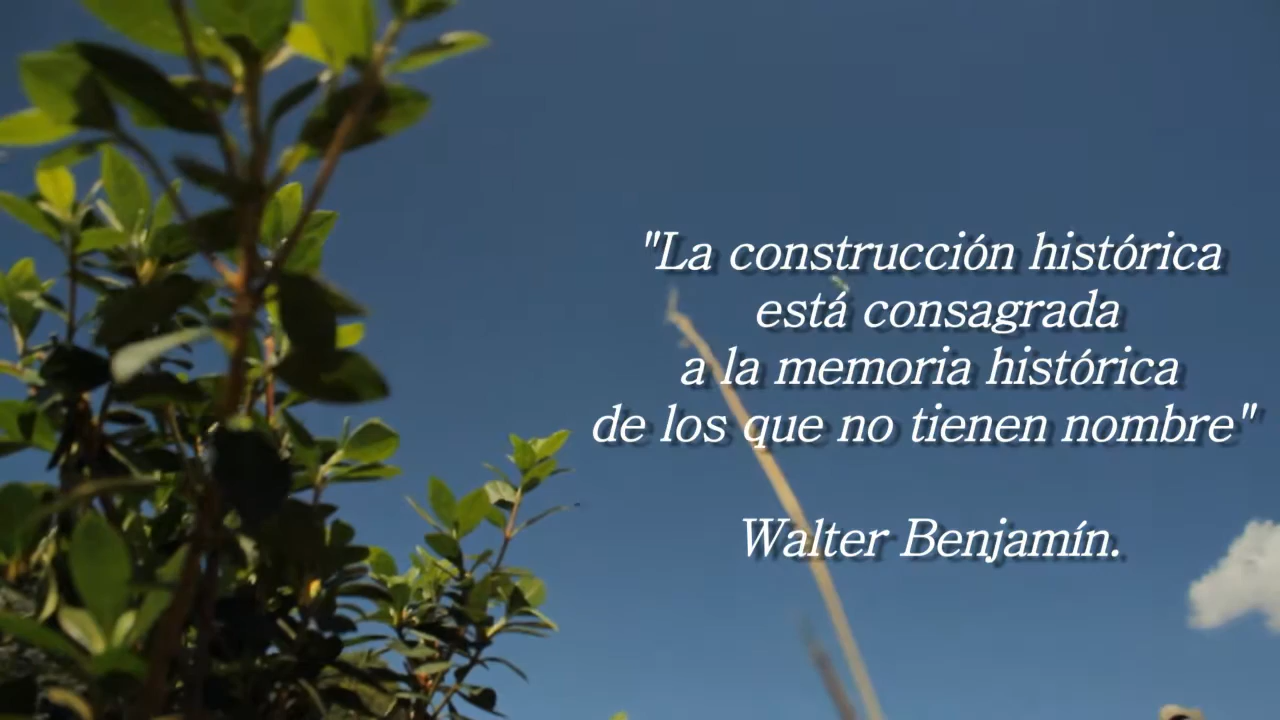 "La construcción histórica
está consagrada
a la memoria histórica
de los que no tienen nombre"
Walter Benjamín.